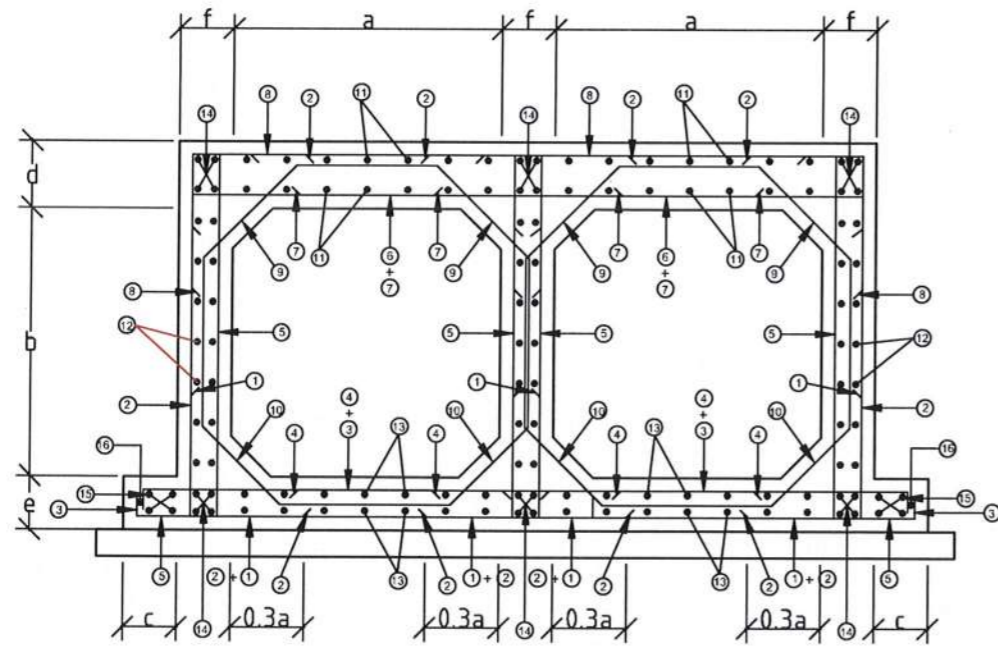 f a f a f
14 8 2 11 2 14 8 2 11 2 14
d
7 11 6 + 7 7 7 11 6 + 7 7
9 9 9 9
8 8
b
12 5 5 5 5 12
1 1 1
2 2
10 4 4 + 3 13 4 10 10 4 4 + 3 13 4 10
16 16
15 15
e
3 3
5 2 + 1 2 13 2 1 + 2 2 + 1 2 13 2 1 + 2 5
c 14 0.3a 0.3a 14 0.3a 0.3a 14 c